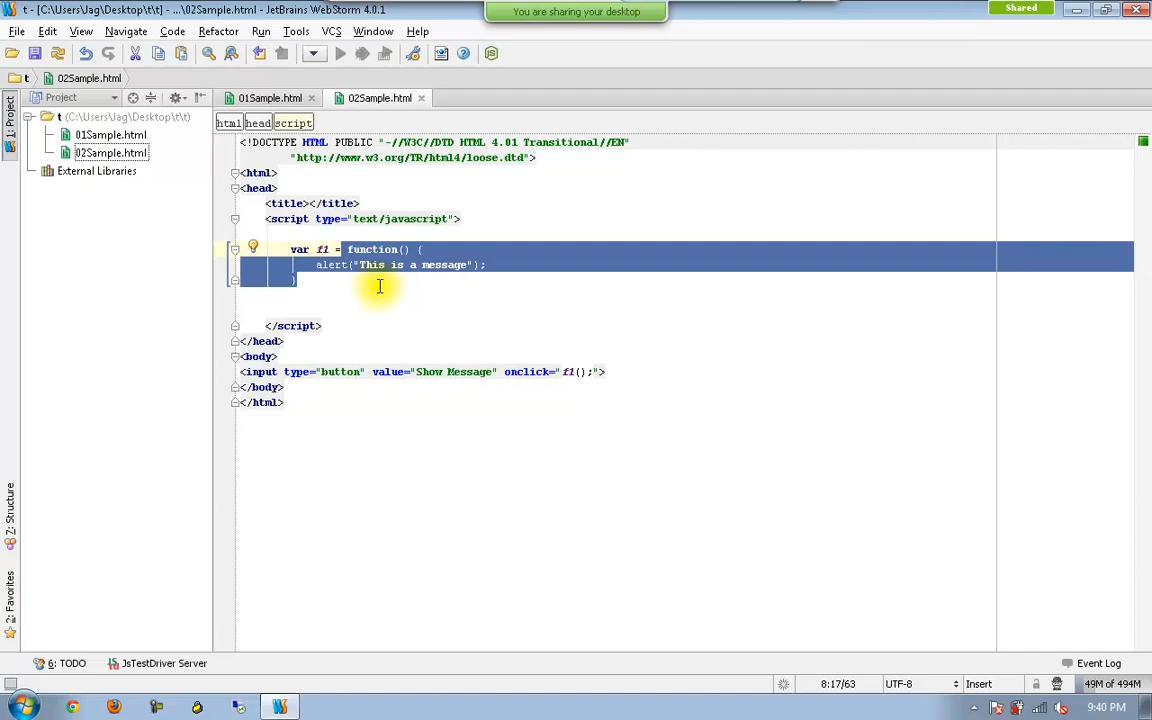 You are sharing your desktop
Shared
t - [C:\Users\Jag\Desktop\t\t] - ...\02Sample.html - JetBrains WebStorm 4.0.1
File Edit View Navigate Code Refactor Run Tools VCS Window Help
t 02Sample.html
Project
01Sample.html
02Sample.html
1: Project
t (C:\Users\Jag\Desktop\t\t)
01Sample.html
02Sample.html
External Libraries
html head script
<!DOCTYPE HTML PUBLIC "-//W3C//DTD HTML 4.01 Transitional//EN"
"http://www.w3.org/TR/html4/loose.dtd">
<html>
<head>
<title></title>
<script type="text/javascript">
var f1 = function() {
alert("This is a message");
}
</script>
</head>
<body>
<input type="button" value="Show Message" onclick="f1();">
</body>
</html>
Z: Structure
2: Favorites
6: TODO JsTestDriver Server
Event Log
8:17/63 UTF-8 Insert 49M of 494M
9:40 PM